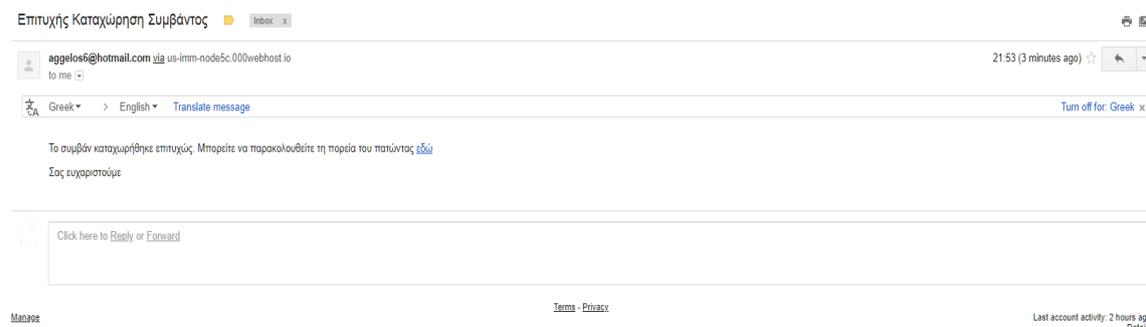 Επιτυχής Καταχώρηση Συμβάντος Inbox x
aggelos6@hotmail.com via us-imm-node5c.000webhost.io 21:53 (3 minutes ago)
to me
Greek > English Translate message Turn off for: Greek x
Το συμβάν καταχωρήθηκε επιτυχώς. Μπορείτε να παρακολουθείτε τη πορεία του πατώντας εδώ
Σας ευχαριστούμε
Click here to Reply or Forward
Terms - Privacy
Manage Last account activity: 2 hours